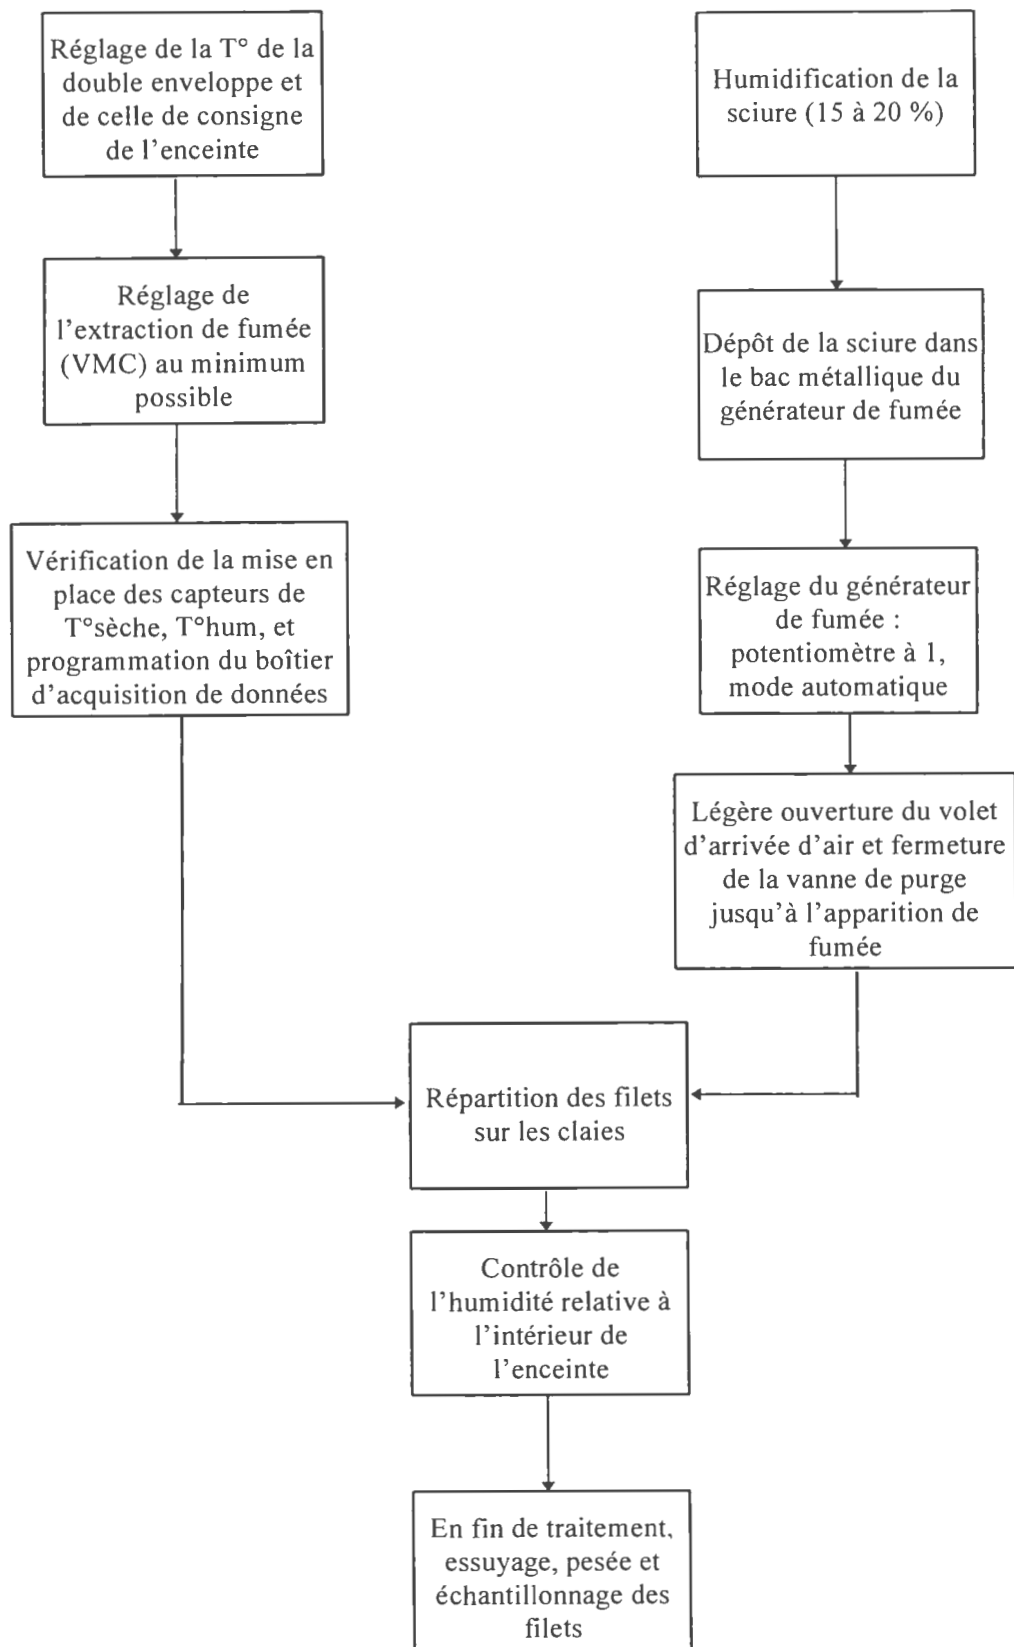 Réglage de la T° de la
double enveloppe et
de celle de consigne
de l'enceinte
Réglage de
l'extraction de fumée
(VMC) au minimum
possible
Vérification de la mise en
place des capteurs de
T°sèche, T°hum, et
programmation du boîtier
d'acquisition de données
Humidification de la
sciure (15 à 20 %)
Dépôt de la sciure dans
le bac métallique du
générateur de fumée
Réglage du générateur
de fumée :
potentiomètre à 1,
mode automatique
Légère ouverture du volet
d'arrivée d'air et fermeture
de la vanne de purge
jusqu'à l'apparition de
fumée
Répartition des filets
sur les claies
Contrôle de
l'humidité relative à
l'intérieur de
l'enceinte
En fin de traitement,
essuyage, pesée et
échantillonnage des
filets